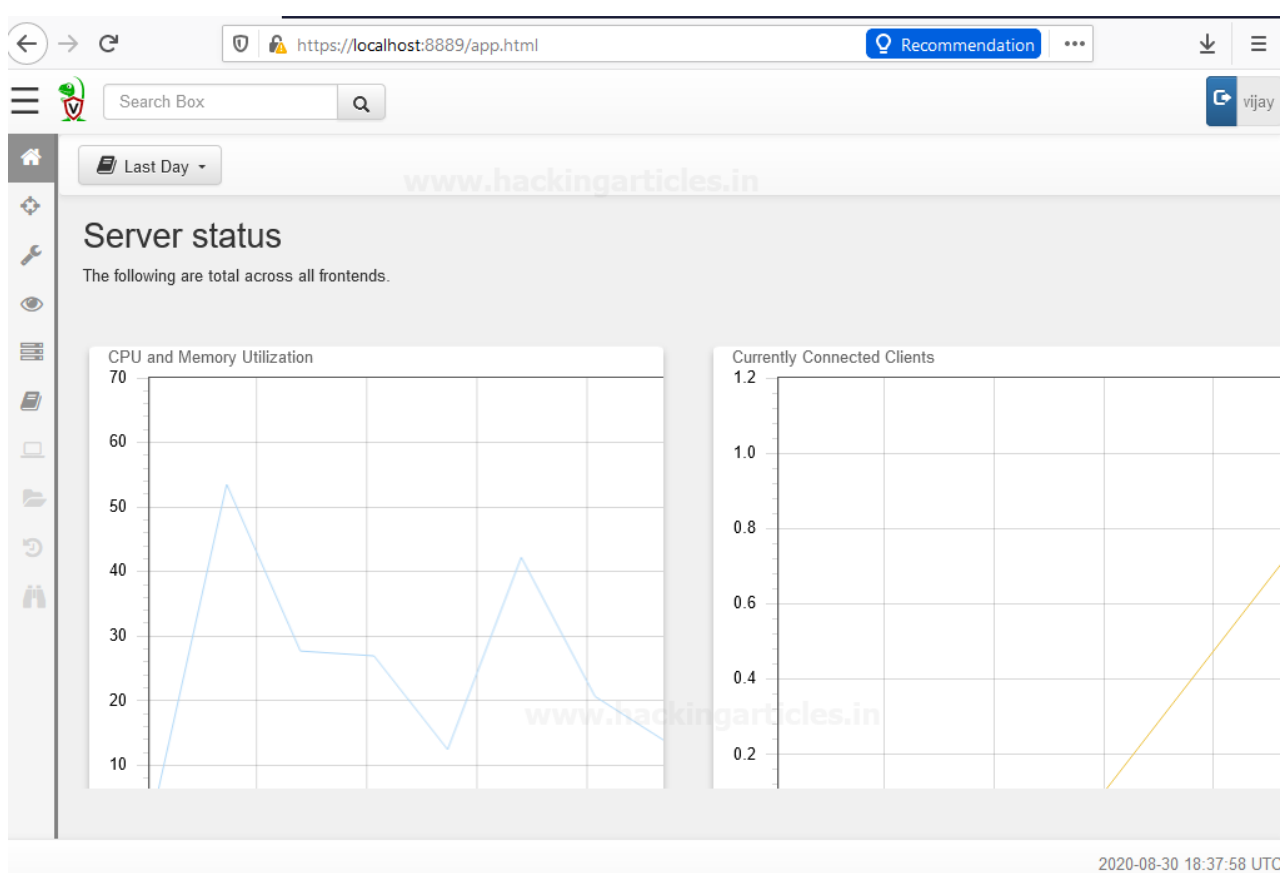 https://localhost:8889/app.html
Recommendation
Search Box
vijay
Last Day
www.hackingarticles.in
Server status
The following are total across all frontends.
CPU and Memory Utilization
70
60
50
40
30
20
10
Currently Connected Clients
1.2
1.0
0.8
0.6
0.4
0.2
www.hackingarticles.in
2020-08-30 18:37:58 UTC